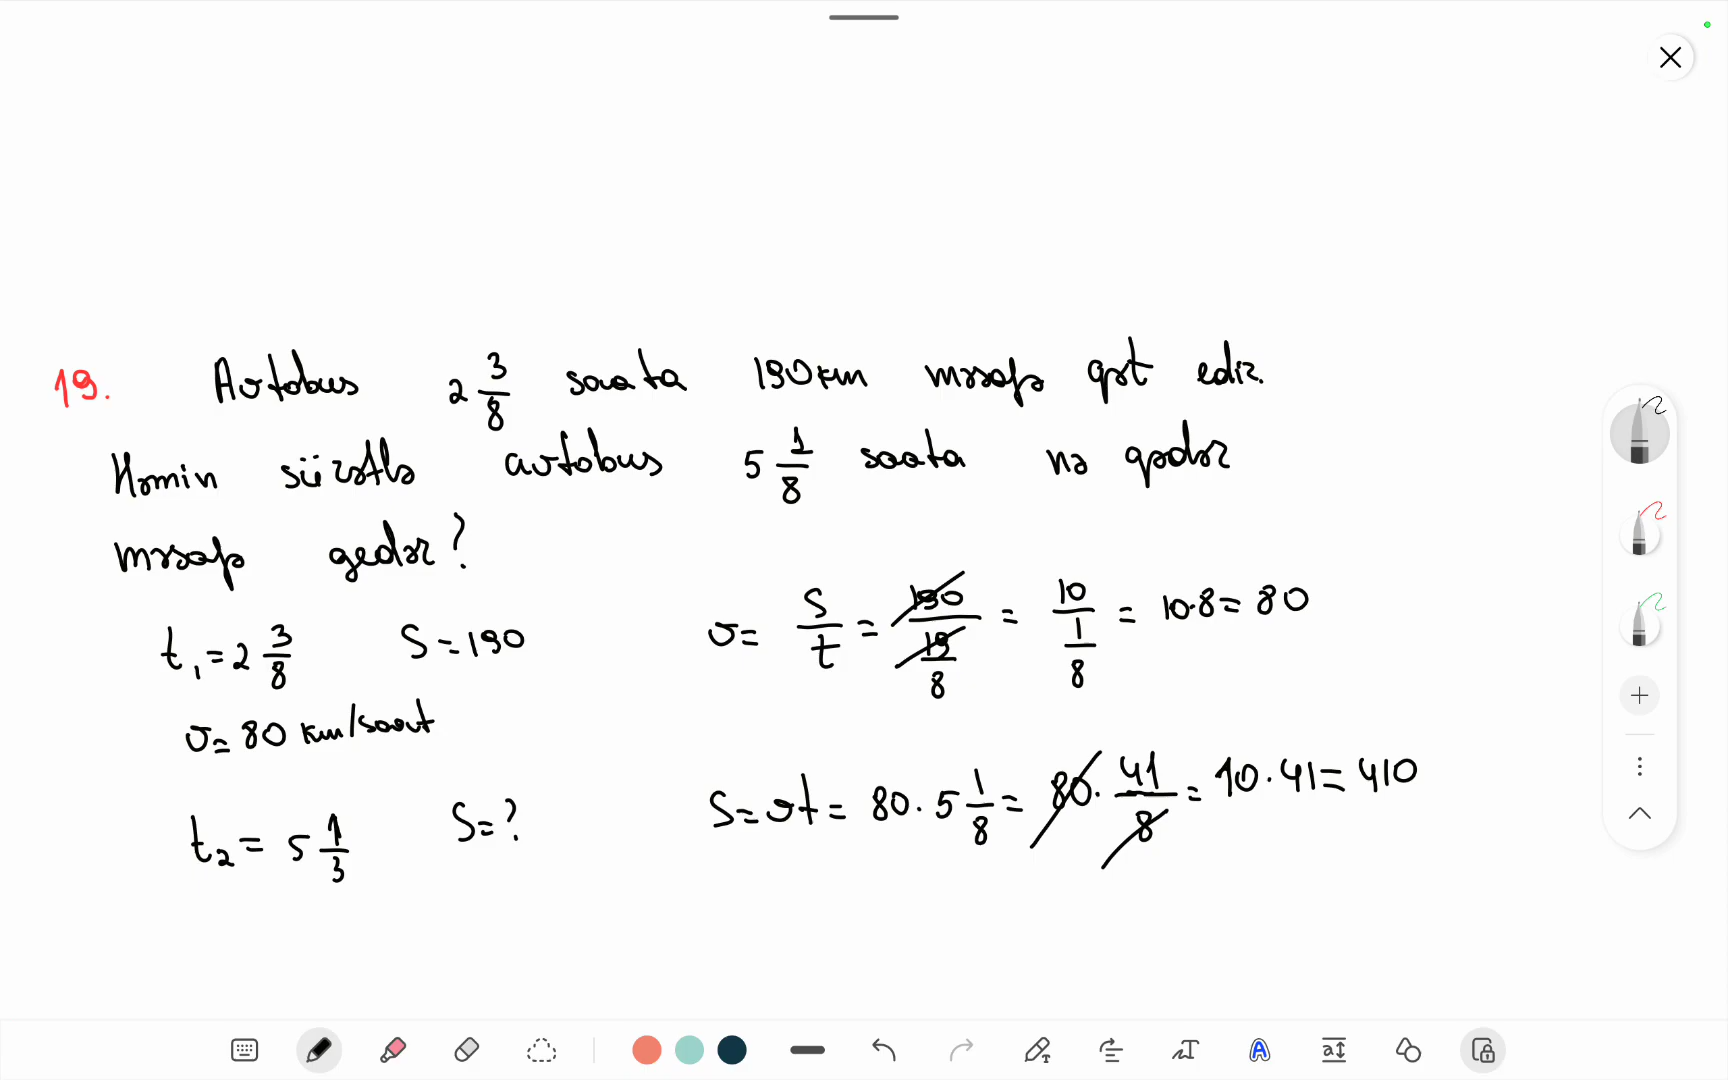 19. Avtobus 2 3/8 saata 190 km məsafə qət edir.
Həmin sürətlə avtobus 5 1/8 saata nə qədər
məsafə gedər?
t₁ = 2 3/8 S = 190 v = S/t = 190/(19/8) = 10/(1/8) = 10·8 = 80
v = 80 km/saat
t₂ = 5 1/3 S = ? S = vt = 80 · 5 1/8 = 80 · 41/8 = 10 · 41 = 410